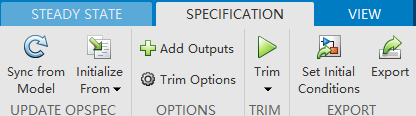 STEADY STATE SPECIFICATION VIEW
Sync from Model
Initialize From
Add Outputs
Trim Options
Trim
Set Initial Conditions
Export
UPDATE OPSPEC OPTIONS TRIM EXPORT